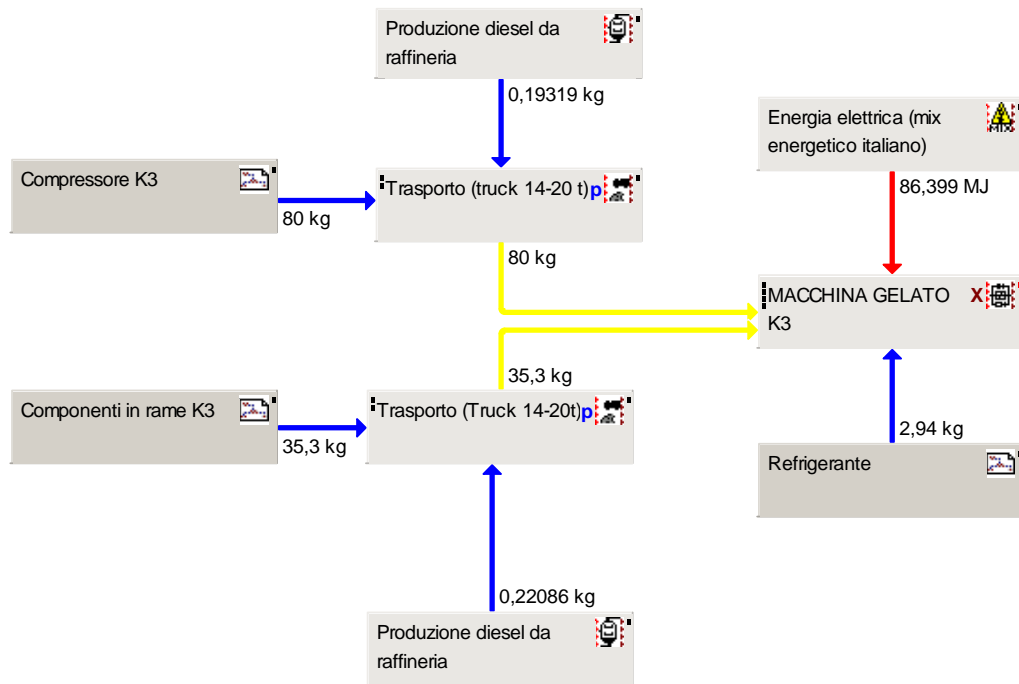 Produzione diesel da
raffineria
0,19319 kg
Energia elettrica (mix
energetico italiano)
MIX
86,399 MJ
Compressore K3
80 kg
Trasporto (truck 14-20 t) p
80 kg
MACCHINA GELATO X
K3
35,3 kg
Componenti in rame K3
35,3 kg
Trasporto (Truck 14-20t) p
2,94 kg
Refrigerante
0,22086 kg
Produzione diesel da
raffineria